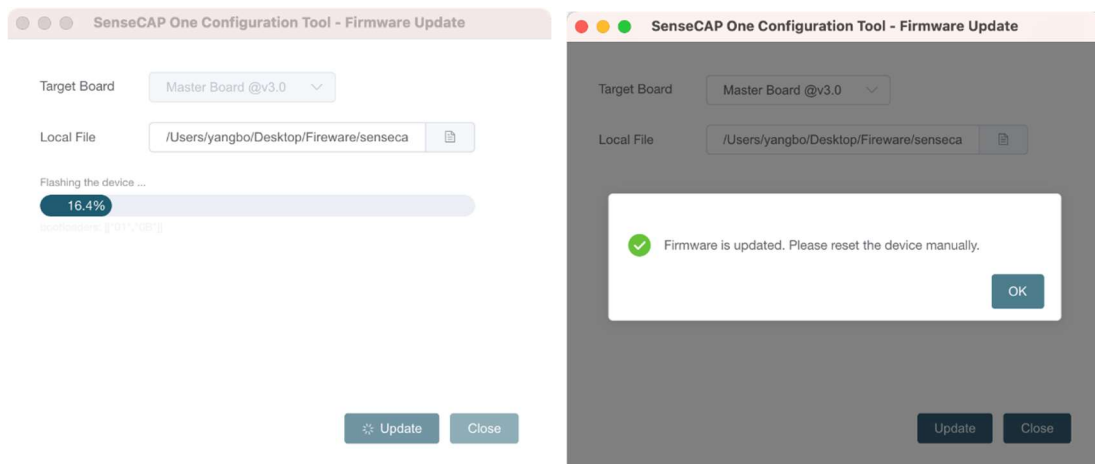 SenseCAP One Configuration Tool - Firmware Update
Target Board
Master Board @v3.0
Local File
/Users/yangbo/Desktop/Fireware/senseca
Flashing the device ...
16.4%
Update
Close
SenseCAP One Configuration Tool - Firmware Update
Target Board
Master Board @v3.0
Local File
/Users/yangbo/Desktop/Fireware/senseca
Firmware is updated. Please reset the device manually.
OK
Update
Close